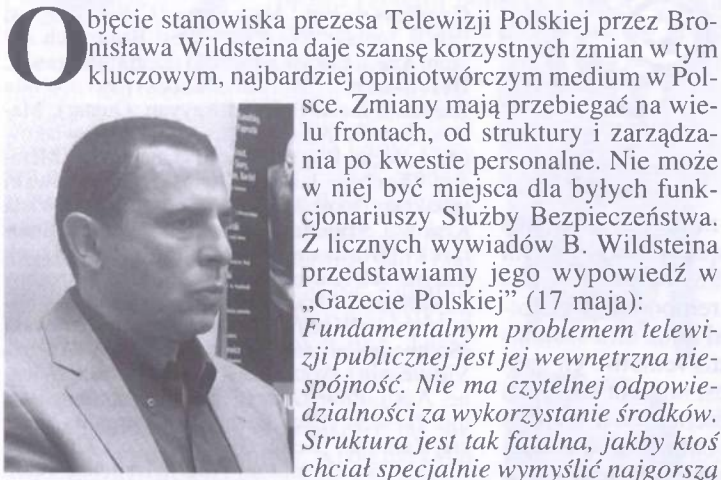 Objęcie stanowiska prezesa Telewizji Polskiej przez Bro-
nisława Wildsteina daje szansę korzystnych zmian w tym
kluczowym, najbardziej opiniotwórczym medium w Pol-
sce. Zmiany mają przebiegać na wie-
lu frontach, od struktury i zarządza-
nia po kwestie personalne. Nie może
w niej być miejsca dla byłych funk-
cjonariuszy Służby Bezpieczeństwa.
Z licznych wywiadów B. Wildsteina
przedstawiamy jego wypowiedź w
„Gazecie Polskiej” (17 maja):
Fundamentalnym problemem telewi-
zji publicznej jest jej wewnętrzna nie-
spójność. Nie ma czytelnej odpowie-
dzialności za wykorzystanie środków.
Struktura jest tak fatalna, jakby ktoś
chciał specjalnie wymyślić najgorszą